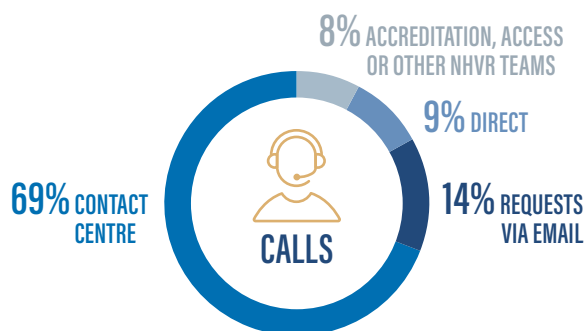 8% ACCREDITATION, ACCESS
OR OTHER NHVR TEAMS
9% DIRECT
69% CONTACT
CENTRE
14% REQUESTS
VIA EMAIL
CALLS